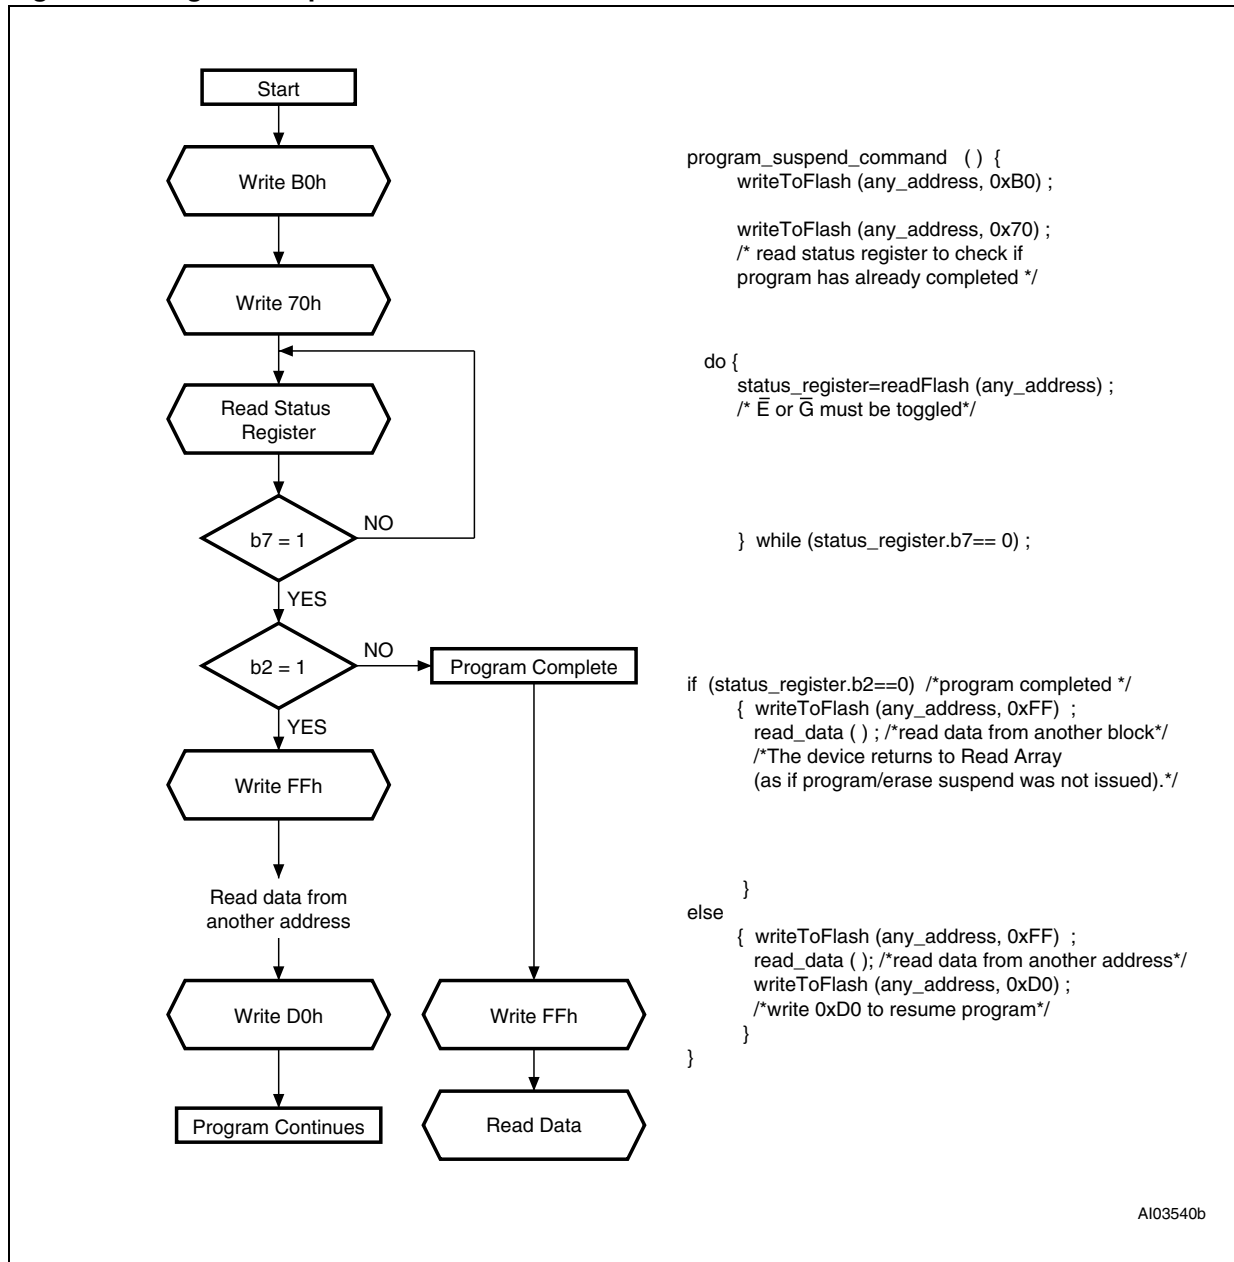 Start
Write B0h
Write 70h
Read Status
Register
NO
b7 = 1
YES
NO
b2 = 1
Program Complete
YES
Write FFh
Read data from
another address
Write D0h
Write FFh
Program Continues
Read Data
program_suspend_command ( ) {
writeToFlash (any_address, 0xB0) ;
writeToFlash (any_address, 0x70) ;
/* read status register to check if
program has already completed */
do {
status_register=readFlash (any_address) ;
/* E̅ or G̅ must be toggled*/
} while (status_register.b7== 0) ;
if (status_register.b2==0) /*program completed */
{ writeToFlash (any_address, 0xFF) ;
read_data ( ) ; /*read data from another block*/
/*The device returns to Read Array
(as if program/erase suspend was not issued).*/
}
else
{ writeToFlash (any_address, 0xFF) ;
read_data ( ); /*read data from another address*/
writeToFlash (any_address, 0xD0) ;
/*write 0xD0 to resume program*/
}
}
AI03540b